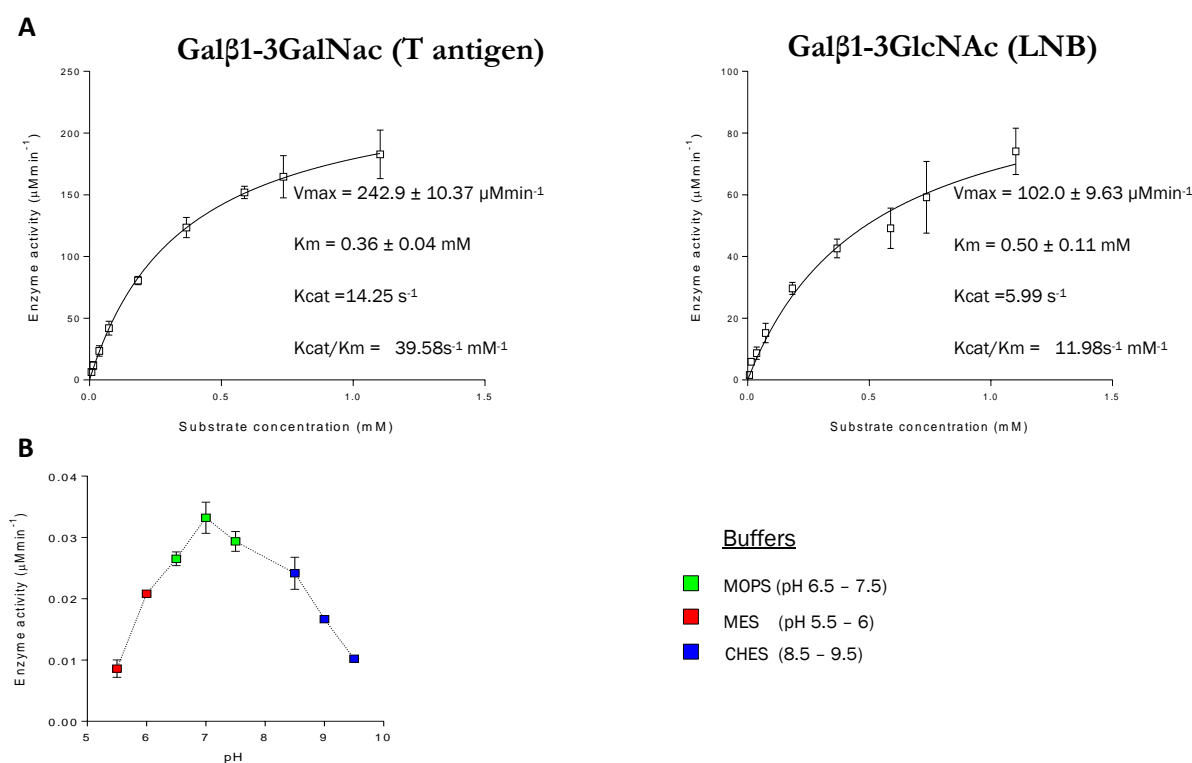 A
Galβ1-3GalNac (T antigen)
250
200
150
100
50
0
0.0
0.5
1.0
1.5
Enzyme activity (μMmin⁻¹)
Substrate concentration (mM)
Vmax = 242.9 ± 10.37 μMmin⁻¹
Km = 0.36 ± 0.04 mM
Kcat =14.25 s⁻¹
Kcat/Km = 39.58s⁻¹ mM⁻¹
Galβ1-3GlcNAc (LNB)
100
80
60
40
20
0
0.0
0.5
1.0
1.5
Enzyme activity (μMmin⁻¹)
Substrate concentration (mM)
Vmax = 102.0 ± 9.63 μMmin⁻¹
Km = 0.50 ± 0.11 mM
Kcat =5.99 s⁻¹
Kcat/Km = 11.98s⁻¹ mM⁻¹
B
0.04
0.03
0.02
0.01
0.00
5
6
7
8
9
10
Enzyme activity (μMmin⁻¹)
pH
Buffers
MOPS (pH 6.5 – 7.5)
MES (pH 5.5 – 6)
CHES (8.5 – 9.5)